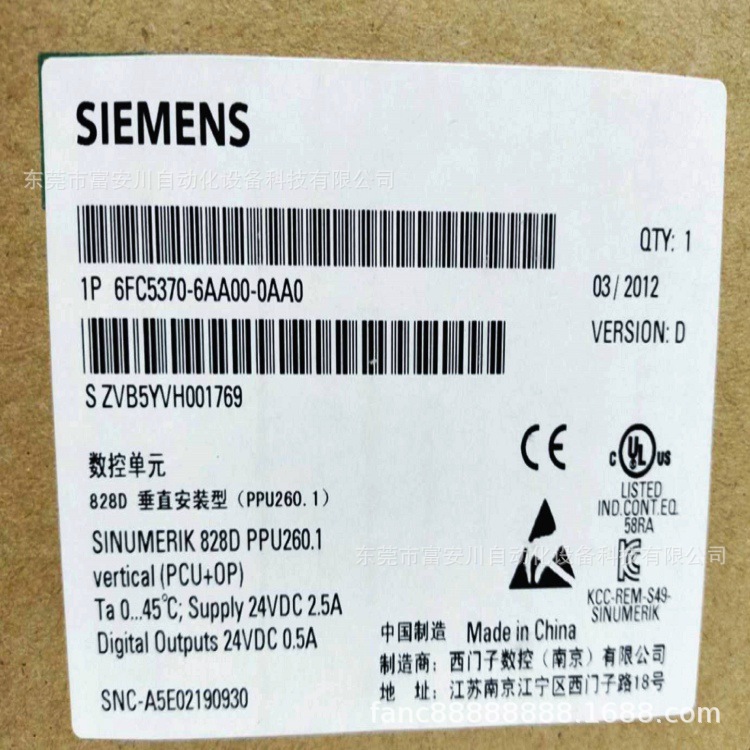 SIEMENS
东莞市富安川自动化设备科技有限公司
QTY: 1
1P 6FC5370-6AA00-0AA0
03/2012
VERSION: D
S ZVB5YVH001769
数控单元
828D 垂直安装型（PPU260.1）
SINUMERIK 828D PPU260.1
vertical (PCU+OP)
Ta 0...45℃; Supply 24VDC 2.5A
Digital Outputs 24VDC 0.5A
SNC-A5E02190930
CE
C UL US
LISTED
IND.CONT.EQ.
58RA
东莞市富安川自动化设备科技有限公司
KCC-REM-S49-
SINUMERIK
中国制造 Made in China
制造商: 西门子数控（南京）有限公司
地 址: 江苏南京江宁区西门子路18号
fanc88888888.1688.com